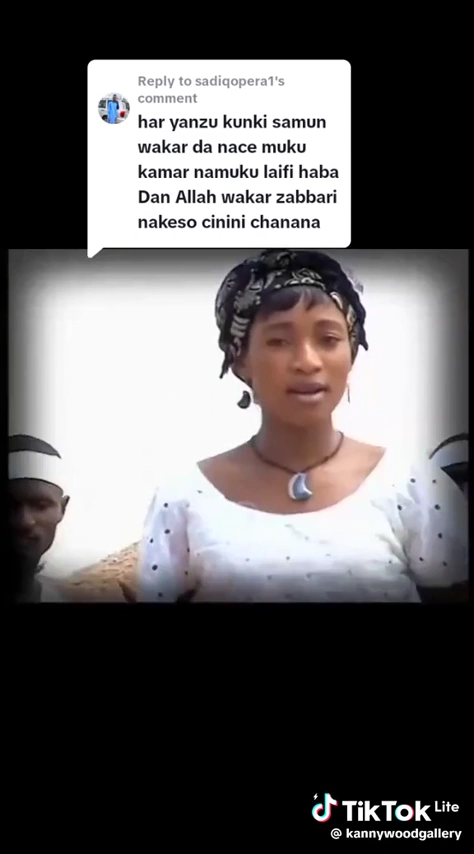 Reply to sadiqopera1's
comment
har yanzu kunki samun
wakar da nace muku
kamar namuku laifi haba
Dan Allah wakar zabbari
nakeso cinini chanana
TikTok Lite
@ kannywoodgallery